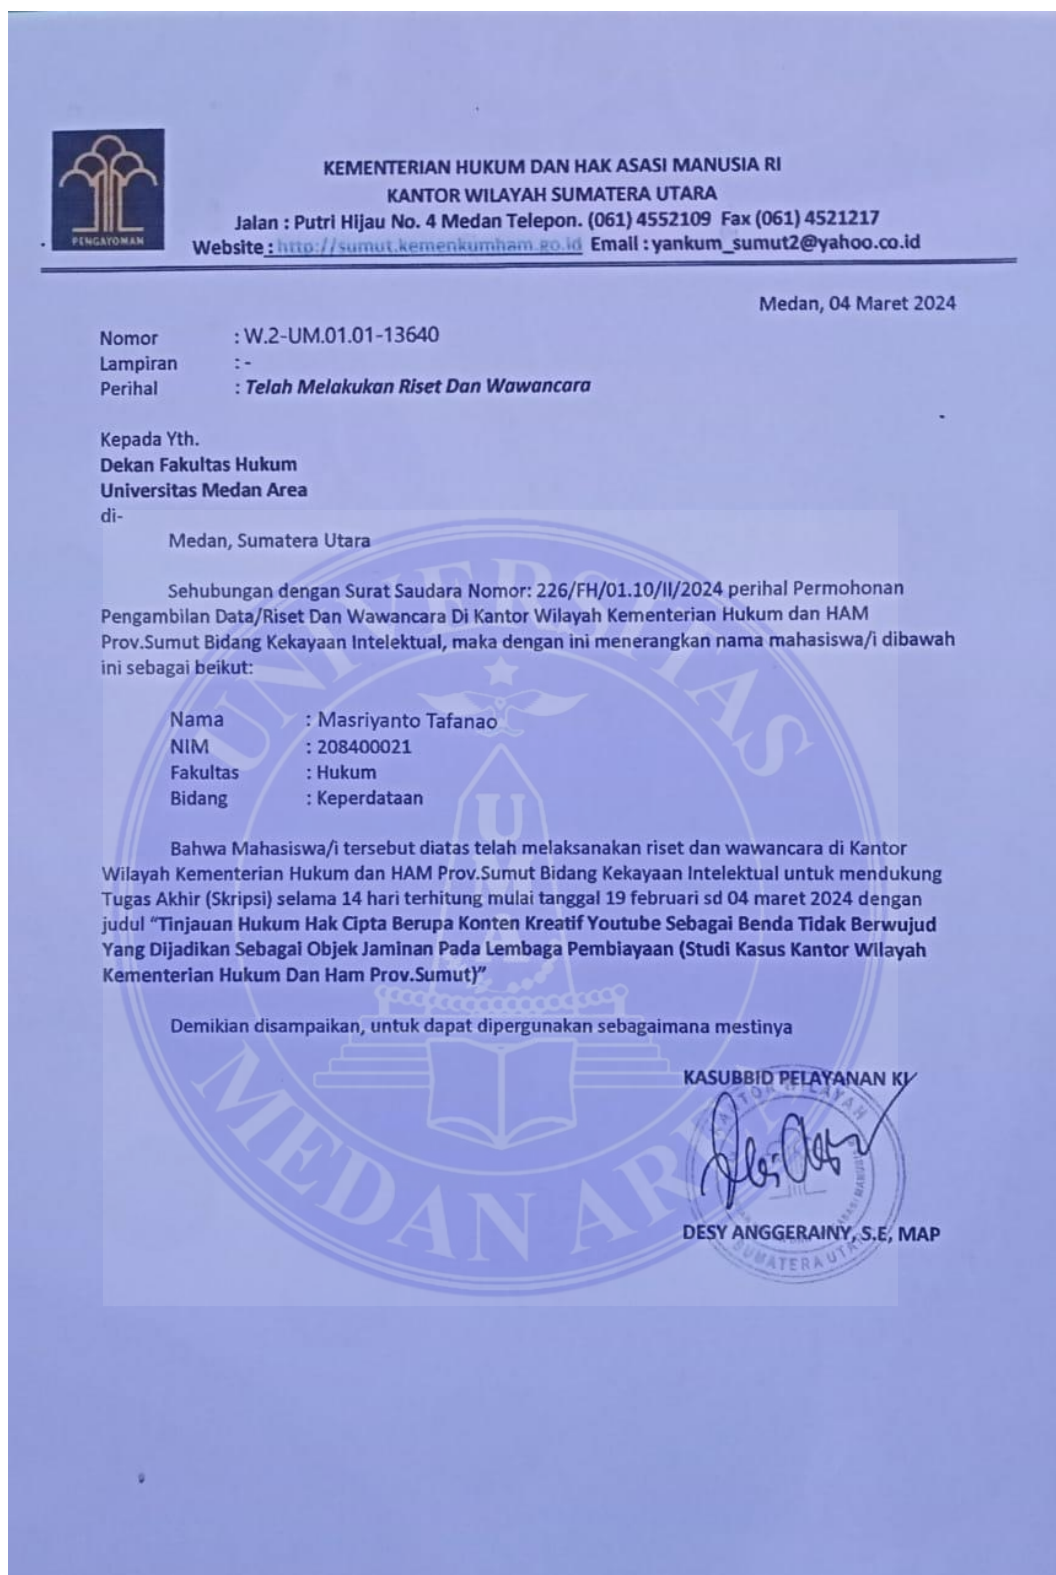 PENGAYOMAN
KEMENTERIAN HUKUM DAN HAK ASASI MANUSIA RI
KANTOR WILAYAH SUMATERA UTARA
Jalan : Putri Hijau No. 4 Medan Telepon. (061) 4552109 Fax (061) 4521217
Website : http://sumut.kemenkumham.go.id Email : yankum_sumut2@yahoo.co.id
Medan, 04 Maret 2024
Nomor : W.2-UM.01.01-13640
Lampiran : -
Perihal : Telah Melakukan Riset Dan Wawancara
Kepada Yth.
Dekan Fakultas Hukum
Universitas Medan Area
di-
Medan, Sumatera Utara
Sehubungan dengan Surat Saudara Nomor: 226/FH/01.10/II/2024 perihal Permohonan
Pengambilan Data/Riset Dan Wawancara Di Kantor Wilayah Kementerian Hukum dan HAM
Prov.Sumut Bidang Kekayaan Intelektual, maka dengan ini menerangkan nama mahasiswa/i dibawah
ini sebagai beikut:
Nama : Masriyanto Tafanao
NIM : 208400021
Fakultas : Hukum
Bidang : Keperdataan
Bahwa Mahasiswa/i tersebut diatas telah melaksanakan riset dan wawancara di Kantor
Wilayah Kementerian Hukum dan HAM Prov.Sumut Bidang Kekayaan Intelektual untuk mendukung
Tugas Akhir (Skripsi) selama 14 hari terhitung mulai tanggal 19 februari sd 04 maret 2024 dengan
judul “Tinjauan Hukum Hak Cipta Berupa Konten Kreatif Youtube Sebagai Benda Tidak Berwujud
Yang Dijadikan Sebagai Objek Jaminan Pada Lembaga Pembiayaan (Studi Kasus Kantor Wilayah
Kementerian Hukum Dan Ham Prov.Sumut)”
Demikian disampaikan, untuk dapat dipergunakan sebagaimana mestinya
KASUBBID PELAYANAN KI
KANTOR WILAYAH
SUMATERA UTARA
DESY ANGGERAINY, S.E, MAP
UNIVERSITAS
UMA
MEDAN AREA